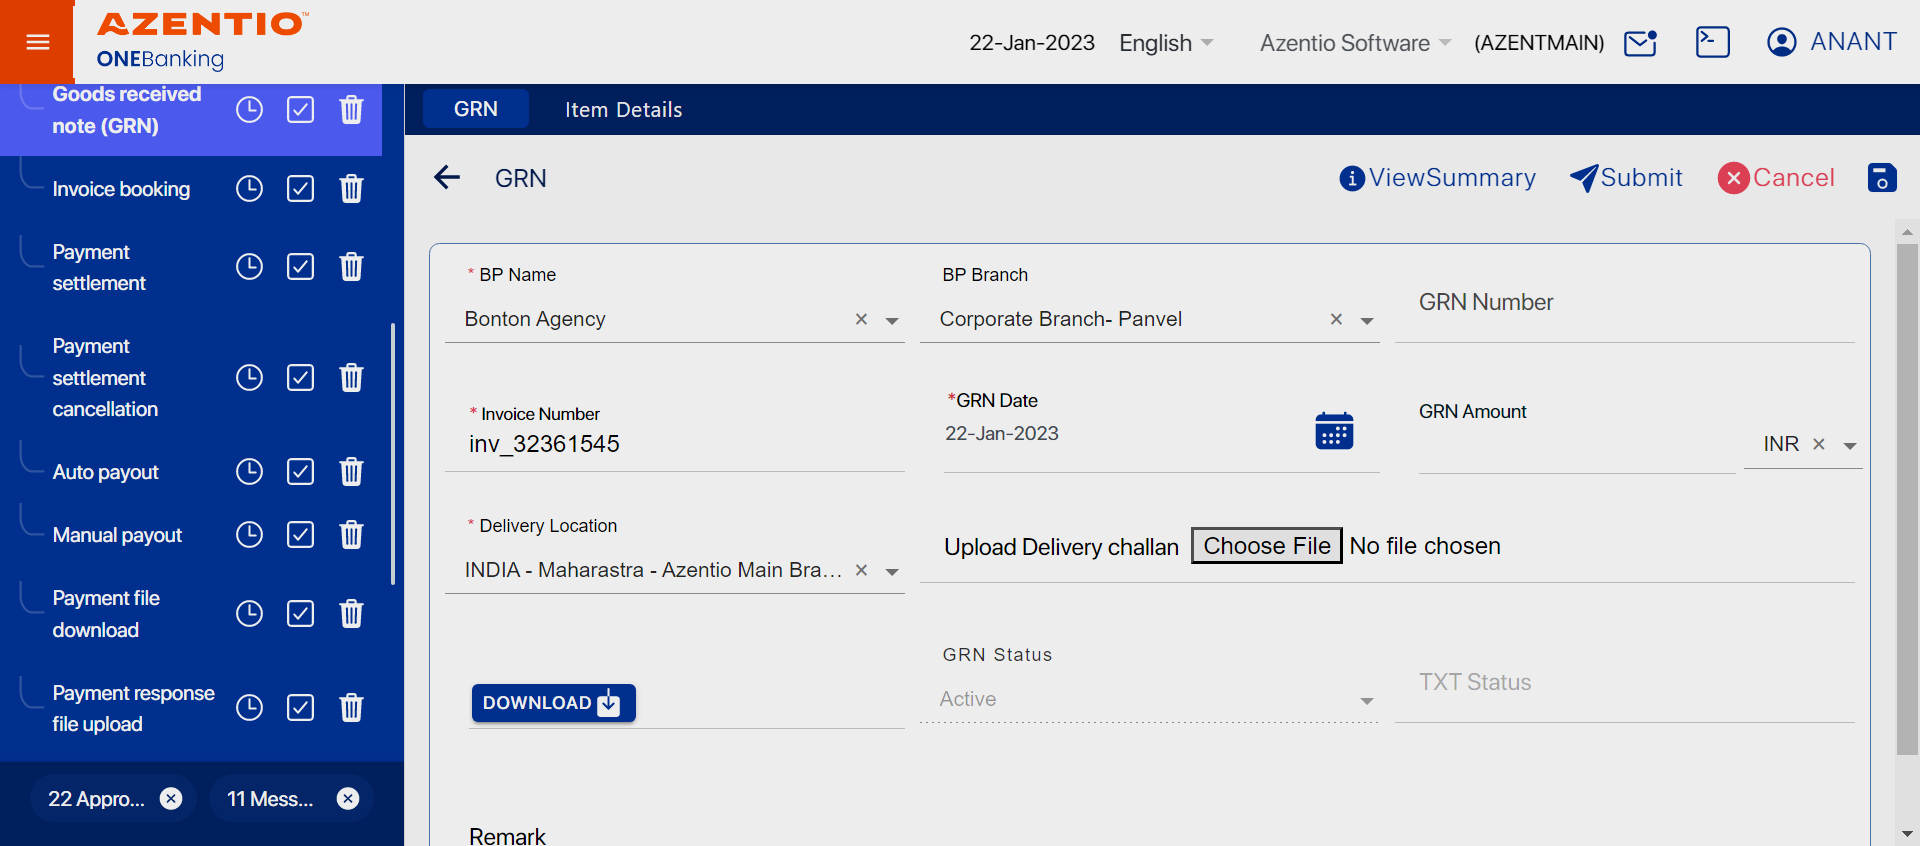 AZENTIO™
ONEBanking
22-Jan-2023
English
Azentio Software
(AZENTMAIN)
ANANT
Goods received
note (GRN)
Invoice booking
Payment
settlement
Payment
settlement
cancellation
Auto payout
Manual payout
Payment file
download
Payment response
file upload
22 Appro...
11 Mess...
GRN
Item Details
GRN
ViewSummary
Submit
Cancel
* BP Name
Bonton Agency
BP Branch
Corporate Branch- Panvel
GRN Number
* Invoice Number
inv_32361545
*GRN Date
22-Jan-2023
GRN Amount
INR
* Delivery Location
INDIA - Maharastra - Azentio Main Bra...
Upload Delivery challan Choose File No file chosen
DOWNLOAD
GRN Status
Active
TXT Status
Remark